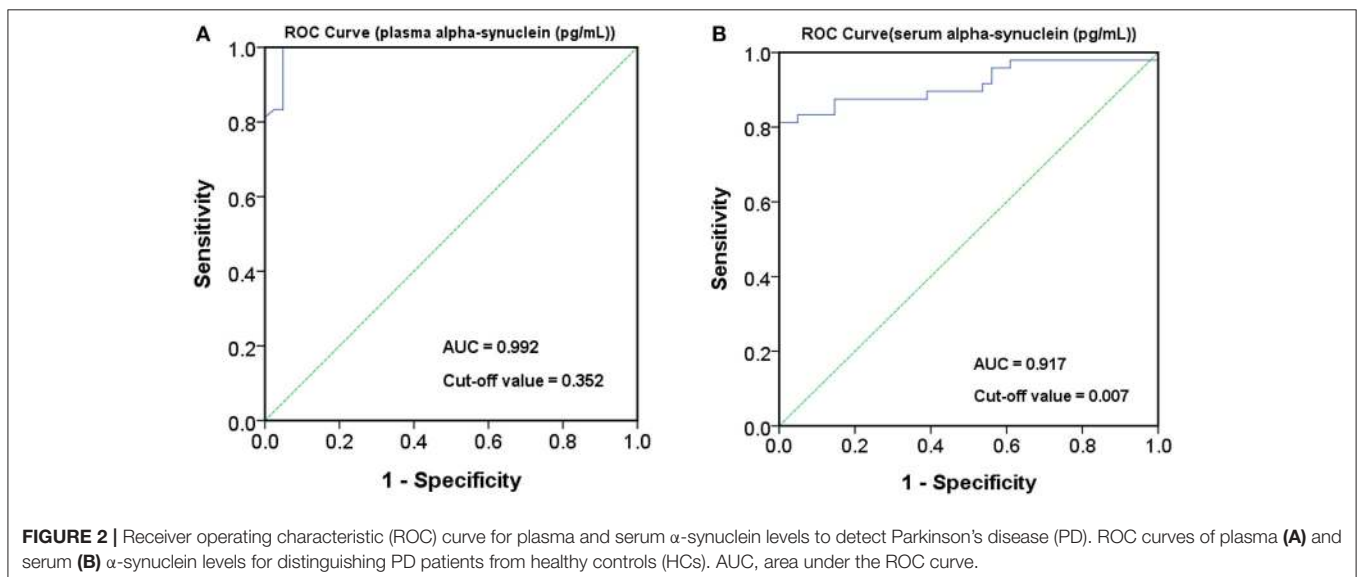 A
ROC Curve (plasma alpha-synuclein (pg/mL))
1.0
0.8
0.6
0.4
0.2
0.0
Sensitivity
AUC = 0.992
Cut-off value = 0.352
0.0 0.2 0.4 0.6 0.8 1.0
1 - Specificity
B
ROC Curve(serum alpha-synuclein (pg/mL))
1.0
0.8
0.6
0.4
0.2
0.0
Sensitivity
AUC = 0.917
Cut-off value = 0.007
0.0 0.2 0.4 0.6 0.8 1.0
1 - Specificity
FIGURE 2 | Receiver operating characteristic (ROC) curve for plasma and serum α-synuclein levels to detect Parkinson's disease (PD). ROC curves of plasma (A) and
serum (B) α-synuclein levels for distinguishing PD patients from healthy controls (HCs). AUC, area under the ROC curve.